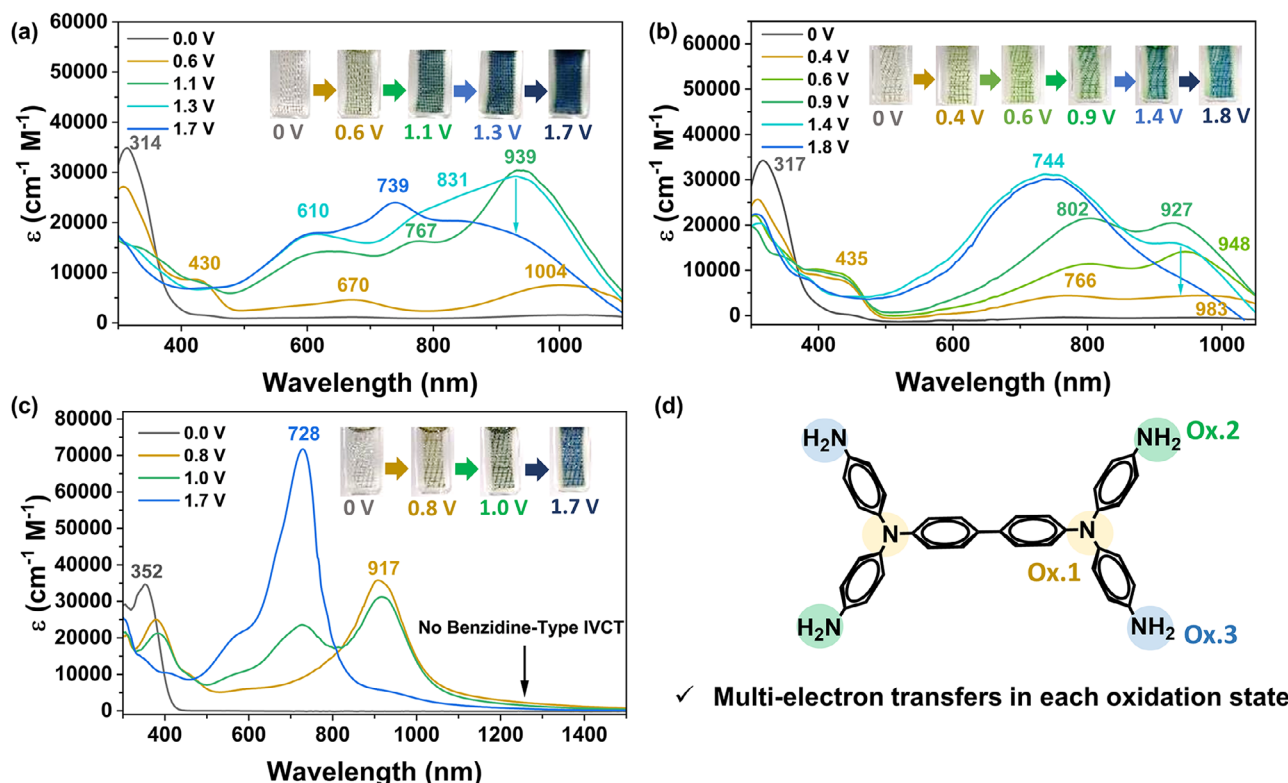 (a)
60000
50000
40000
30000
20000
10000
0
ε (cm⁻¹ M⁻¹)
0.0 V
0.6 V
1.1 V
1.3 V
1.7 V
0 V
0.6 V
1.1 V
1.3 V
1.7 V
314
430
610
670
739
767
831
939
1004
400
600
800
1000
Wavelength (nm)
(b)
60000
50000
40000
30000
20000
10000
0
ε (cm⁻¹ M⁻¹)
0 V
0.4 V
0.6 V
0.9 V
1.4 V
1.8 V
0 V
0.4 V
0.6 V
0.9 V
1.4 V
1.8 V
317
435
744
802
766
927
948
983
400
600
800
1000
Wavelength (nm)
(c)
80000
70000
60000
50000
40000
30000
20000
10000
0
ε (cm⁻¹ M⁻¹)
0.0 V
0.8 V
1.0 V
1.7 V
0 V
0.8 V
1.0 V
1.7 V
352
728
917
No Benzidine-Type IVCT
400
600
800
1000
1200
1400
Wavelength (nm)
(d)
H₂N
NH₂
Ox.2
N
N
Ox.1
H₂N
NH₂
Ox.3
✓ Multi-electron transfers in each oxidation state